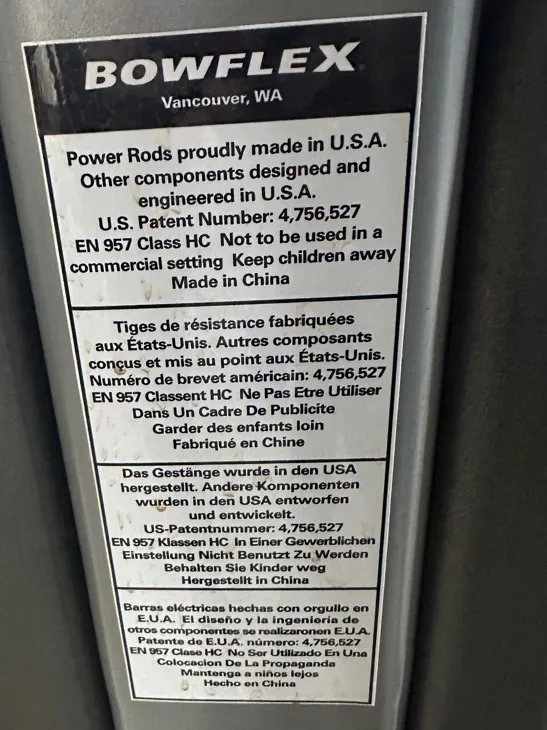 BOWFLEX
Vancouver, WA
Power Rods proudly made in U.S.A.
Other components designed and
engineered in U.S.A.
U.S. Patent Number: 4,756,527
EN 957 Class HC Not to be used in a
commercial setting Keep children away
Made in China
Tiges de résistance fabriquées
aux États-Unis. Autres composants
conçus et mis au point aux États-Unis.
Numéro de brevet américain: 4,756,527
EN 957 Classent HC Ne Pas Etre Utiliser
Dans Un Cadre De Publicite
Garder des enfants loin
Fabriqué en Chine
Das Gestänge wurde in den USA
hergestellt. Andere Komponenten
wurden in den USA entworfen
und entwickelt.
US-Patentnummer: 4,756,527
EN 957 Klassen HC In Einer Gewerblichen
Einstellung Nicht Benutzt Zu Werden
Behalten Sie Kinder weg
Hergestellt in China
Barras eléctricas hechas con orgullo en
E.U.A. El diseño y la ingeniería de
otros componentes se realizaronen E.U.A.
Patente de E.U.A. número: 4,756,527
EN 957 Clase HC No Ser Utilizado En Una
Colocacion De La Propaganda
Mantenga a niños lejos
Hecho en China